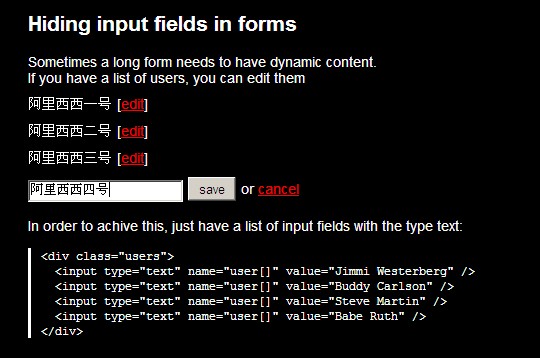 Hiding input fields in forms
Sometimes a long form needs to have dynamic content.
If you have a list of users, you can edit them
阿里西西一号 [edit]
阿里西西二号 [edit]
阿里西西三号 [edit]
阿里西西四号 save or cancel
In order to achive this, just have a list of input fields with the type text:
<div class="users">
<input type="text" name="user[]" value="Jimmi Westerberg" />
<input type="text" name="user[]" value="Buddy Carlson" />
<input type="text" name="user[]" value="Steve Martin" />
<input type="text" name="user[]" value="Babe Ruth" />
</div>